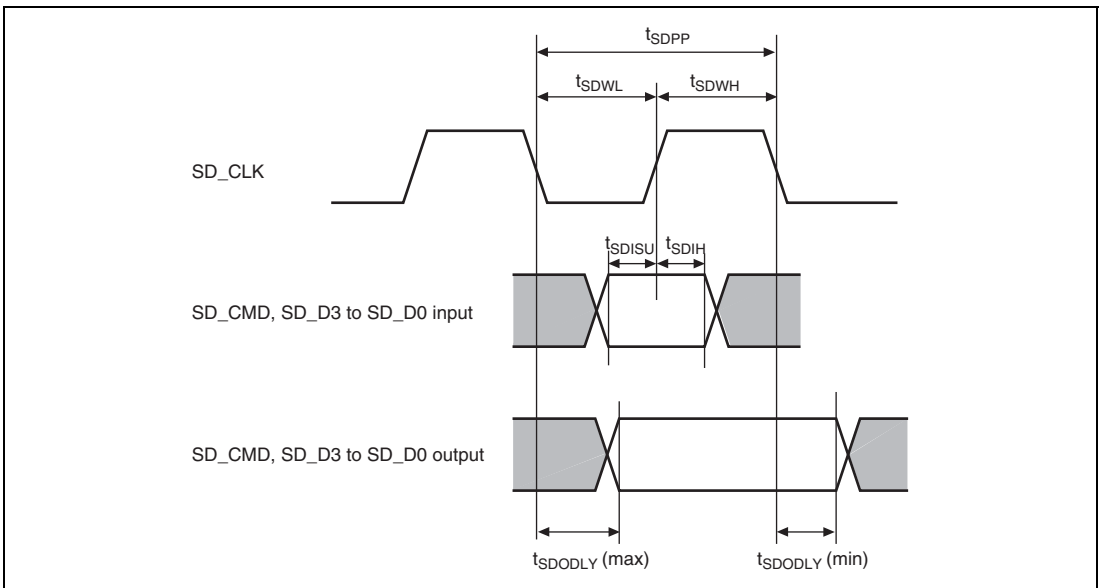 tSDPP
tSDWL tSDWH
SD_CLK
tSDISU tSDIH
SD_CMD, SD_D3 to SD_D0 input
SD_CMD, SD_D3 to SD_D0 output
tSDODLY (max) tSDODLY (min)